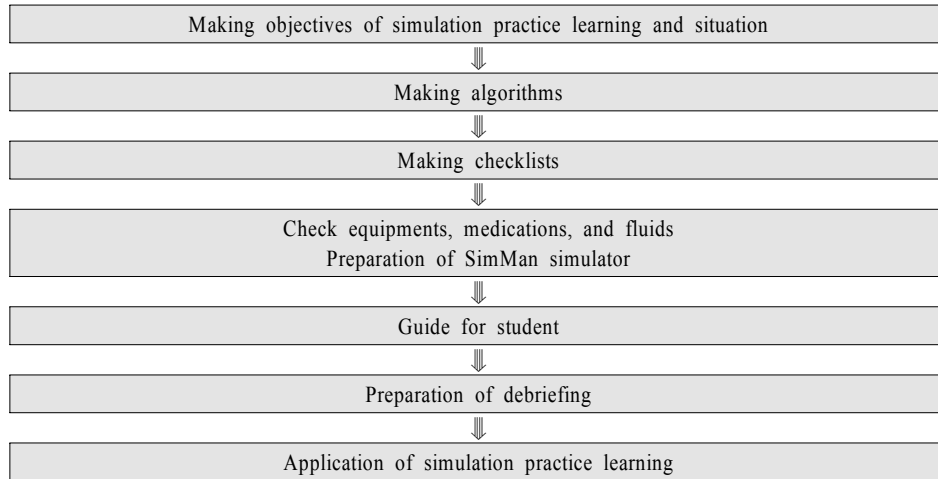 Making objectives of simulation practice learning and situation
Making algorithms
Making checklists
Check equipments, medications, and fluids
Preparation of SimMan simulator
Guide for student
Preparation of debriefing
Application of simulation practice learning